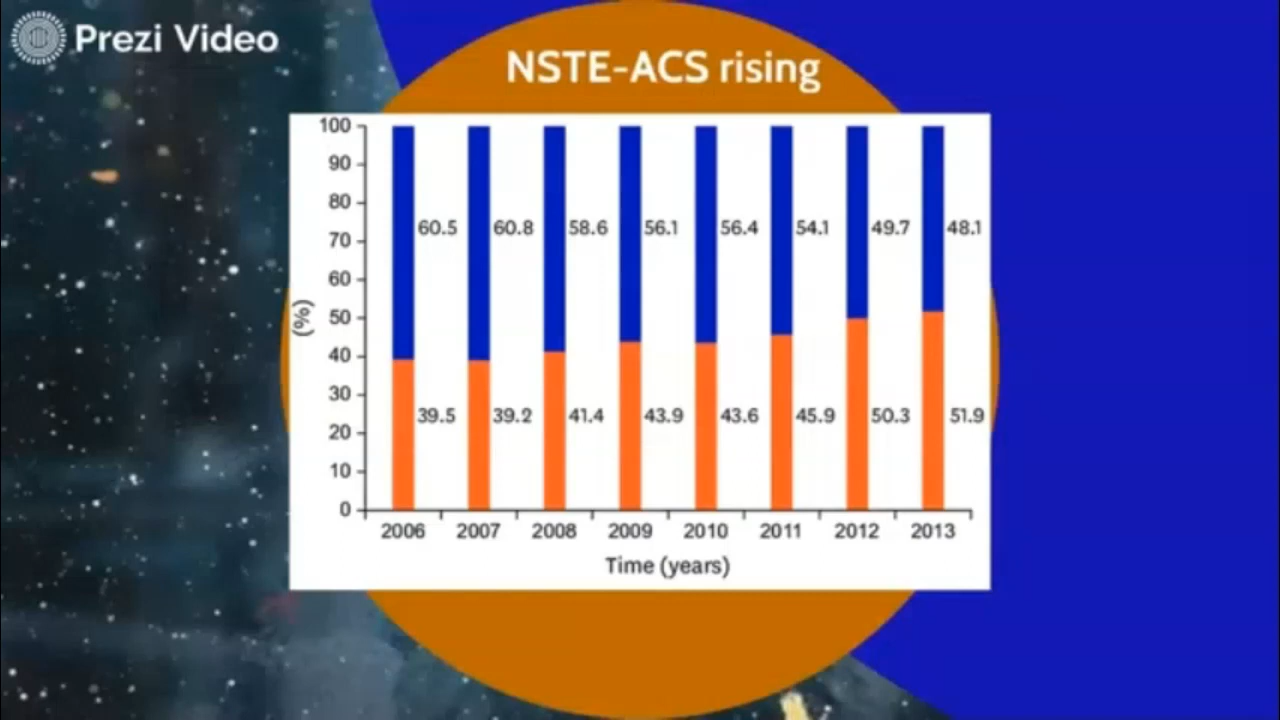 Prezi Video
NSTE-ACS rising
100
90
80
70
60
50
40
30
20
10
0
(%)
60.5 60.8 58.6 56.1 56.4 54.1 49.7 48.1
39.5 39.2 41.4 43.9 43.6 45.9 50.3 51.9
2006 2007 2008 2009 2010 2011 2012 2013
Time (years)